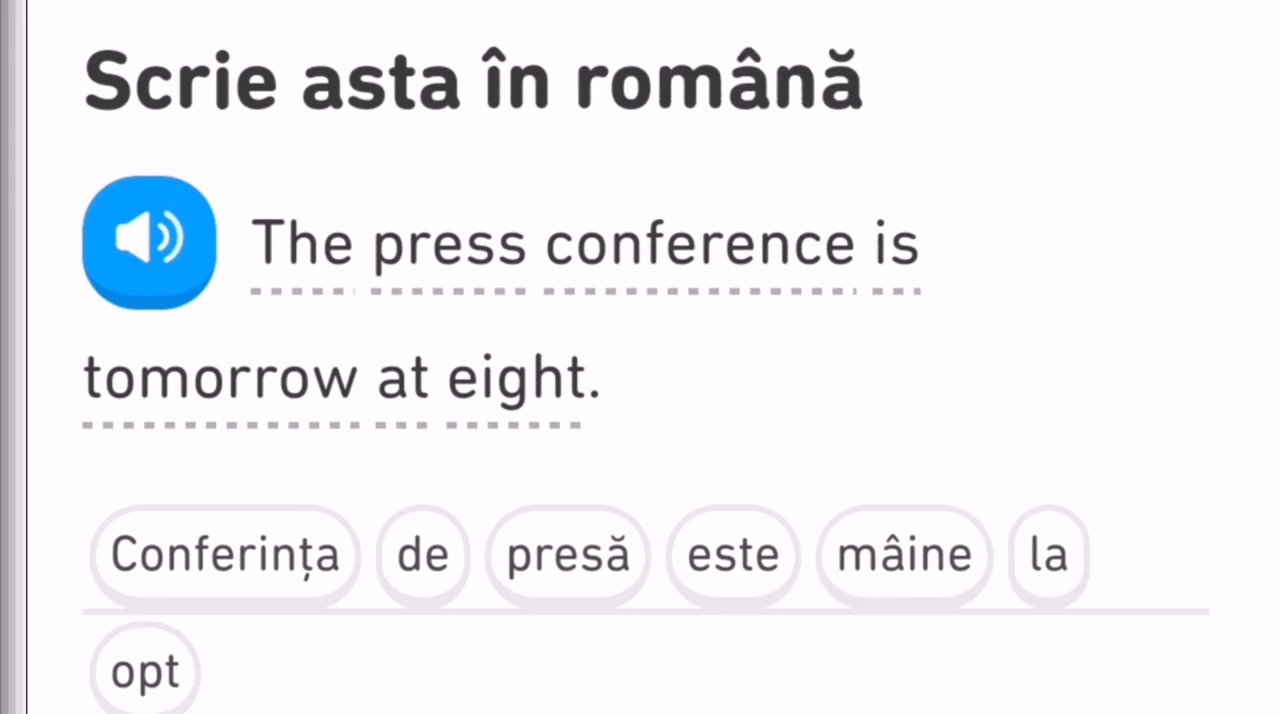 Scrie asta în română
The press conference is
tomorrow at eight.
Conferința de presă este mâine la
opt